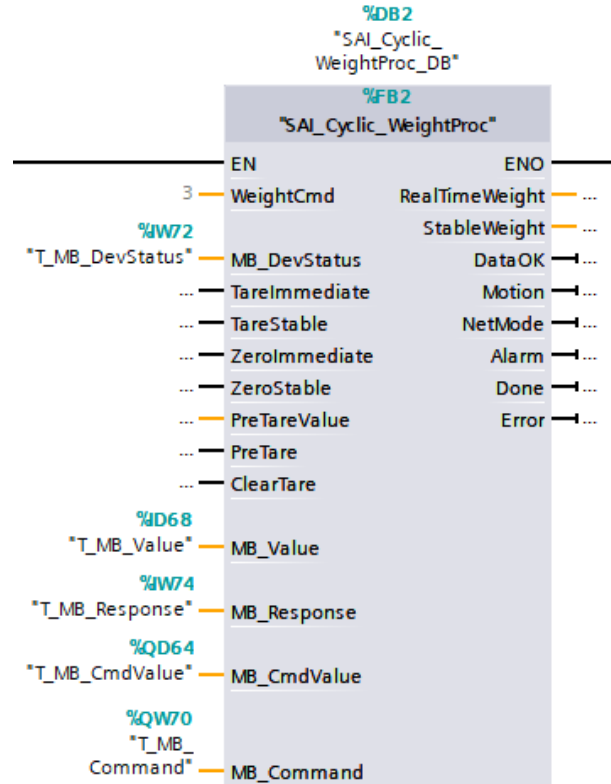 %DB2
"SAI_Cyclic_
WeightProc_DB"
%FB2
"SAI_Cyclic_WeightProc"
EN ENO
3 WeightCmd RealTimeWeight ...
StableWeight ...
%IW72
"T_MB_DevStatus" MB_DevStatus DataOK ...
... TareImmediate Motion ...
... TareStable NetMode ...
... ZeroImmediate Alarm ...
... ZeroStable Done ...
... PreTareValue Error ...
... PreTare
... ClearTare
%ID68
"T_MB_Value" MB_Value
%IW74
"T_MB_Response" MB_Response
%QD64
"T_MB_CmdValue" MB_CmdValue
%QW70
"T_MB_
Command" MB_Command